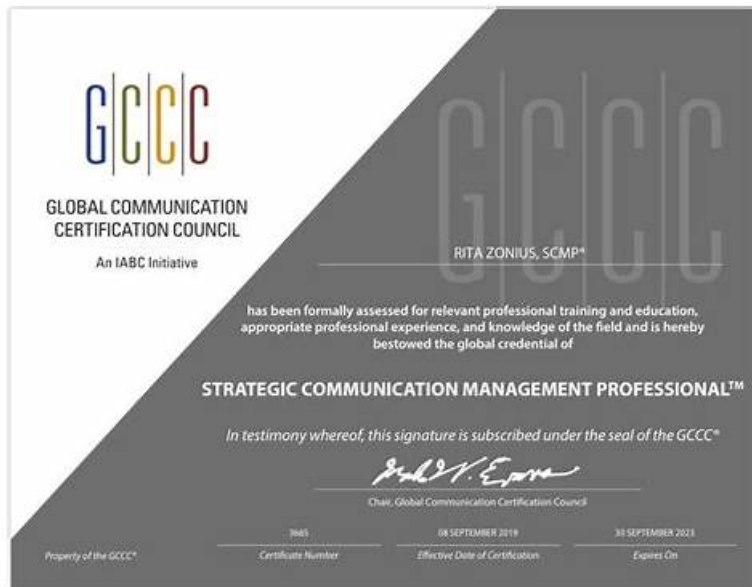 GCCC
GLOBAL COMMUNICATION
CERTIFICATION COUNCIL
An IABC Initiative
GCCC
RITA ZONIUS, SCMP®
has been formally assessed for relevant professional training and education,
appropriate professional experience, and knowledge of the field and is hereby
bestowed the global credential of
STRATEGIC COMMUNICATION MANAGEMENT PROFESSIONAL™
In testimony whereof, this signature is subscribed under the seal of the GCCC®
Chair, Global Communication Certification Council
3665 08 SEPTEMBER 2019 30 SEPTEMBER 2023
Property of the GCCC® Certificate Number Effective Date of Certification Expires On